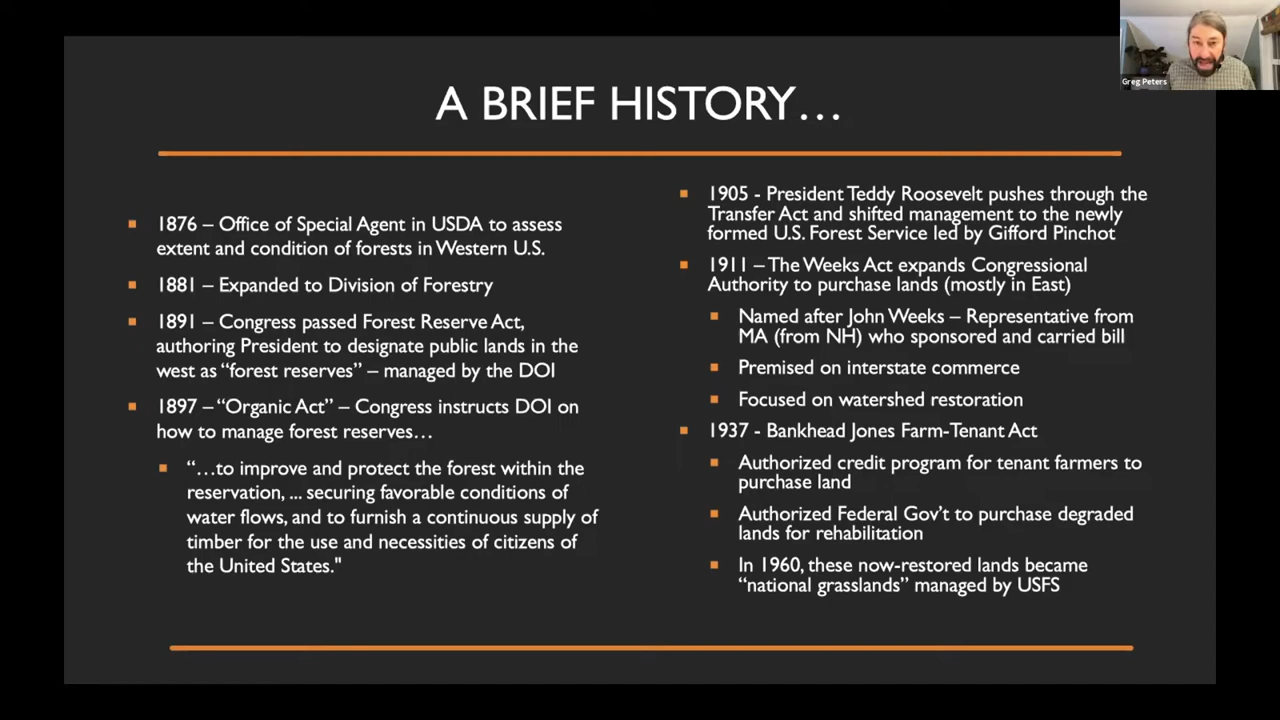 A BRIEF HISTORY…
1876 – Office of Special Agent in USDA to assess
extent and condition of forests in Western U.S.
1881 – Expanded to Division of Forestry
1891 – Congress passed Forest Reserve Act,
authoring President to designate public lands in the
west as “forest reserves” – managed by the DOI
1897 – “Organic Act” – Congress instructs DOI on
how to manage forest reserves…
“…to improve and protect the forest within the
reservation, ... securing favorable conditions of
water flows, and to furnish a continuous supply of
timber for the use and necessities of citizens of
the United States."
1905 - President Teddy Roosevelt pushes through the
Transfer Act and shifted management to the newly
formed U.S. Forest Service led by Gifford Pinchot
1911 – The Weeks Act expands Congressional
Authority to purchase lands (mostly in East)
Named after John Weeks – Representative from
MA (from NH) who sponsored and carried bill
Premised on interstate commerce
Focused on watershed restoration
1937 - Bankhead Jones Farm-Tenant Act
Authorized credit program for tenant farmers to
purchase land
Authorized Federal Gov’t to purchase degraded
lands for rehabilitation
In 1960, these now-restored lands became
“national grasslands” managed by USFS
Greg Peters